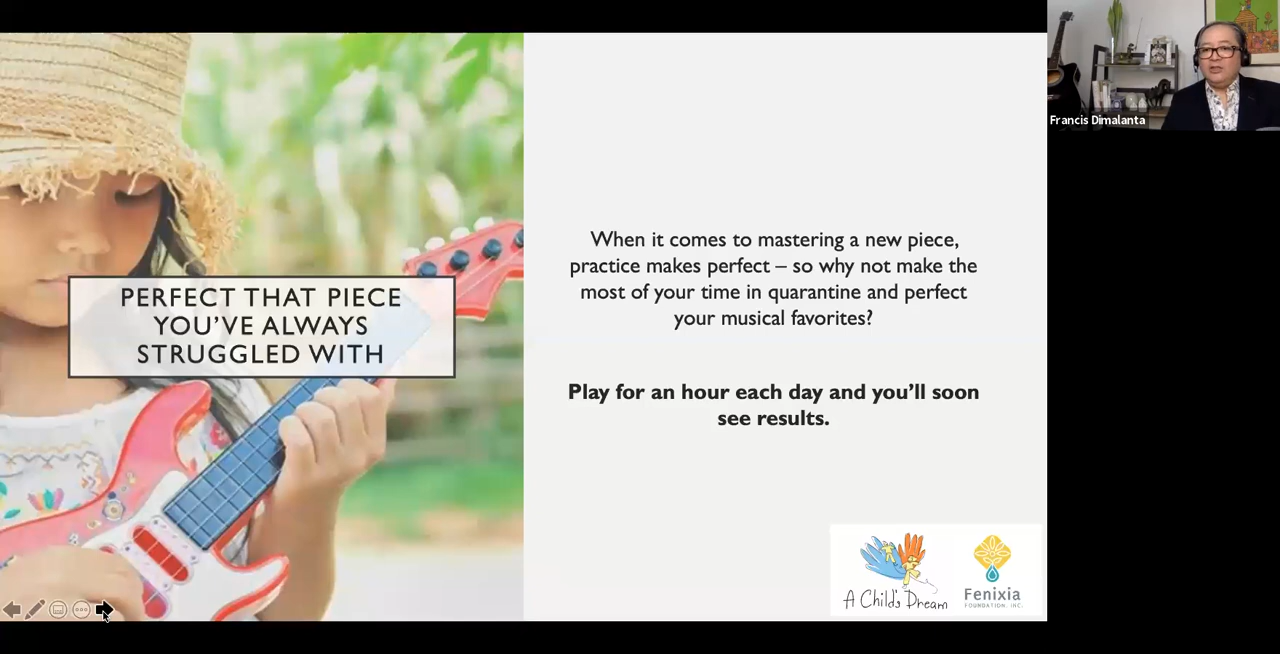 Francis Dimalanta
PERFECT THAT PIECE
YOU'VE ALWAYS
STRUGGLED WITH
When it comes to mastering a new piece,
practice makes perfect – so why not make the
most of your time in quarantine and perfect
your musical favorites?
Play for an hour each day and you'll soon
see results.
A Child's Dream
Fenixia
FOUNDATION, INC.